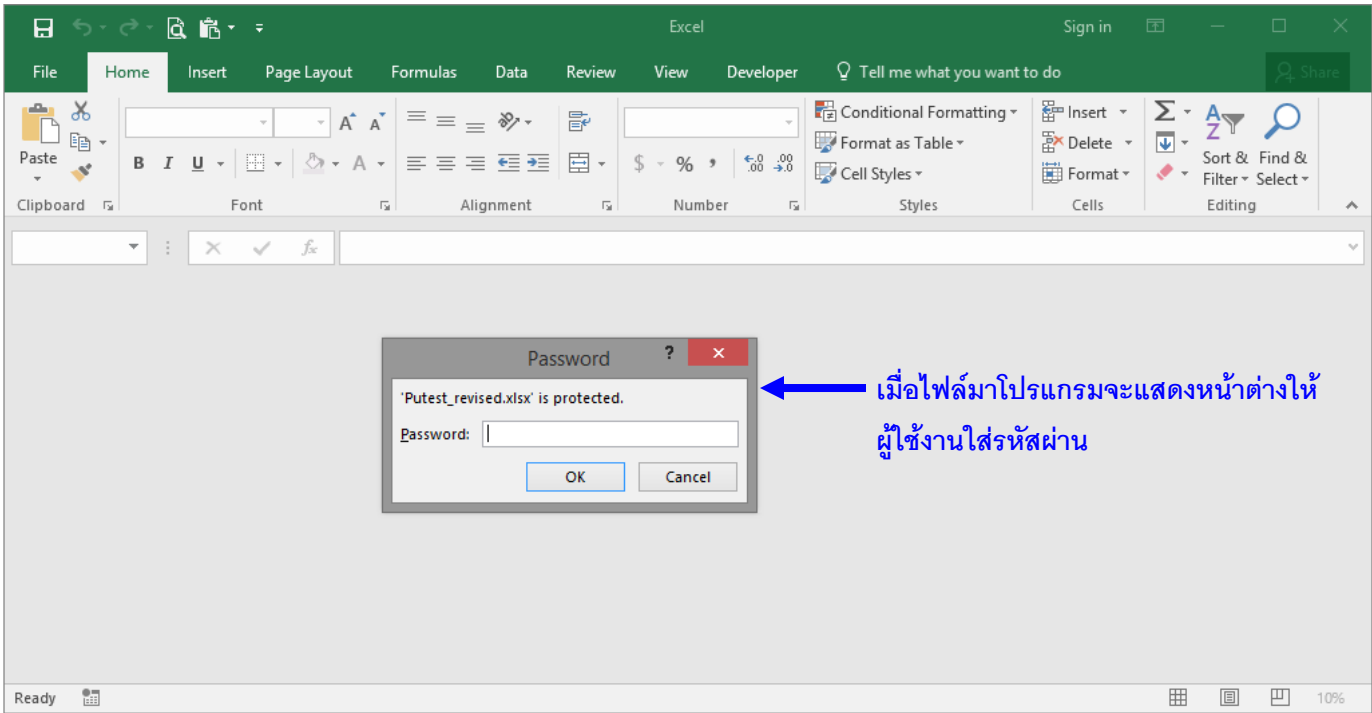 Excel
Sign in
File Home Insert Page Layout Formulas Data Review View Developer Tell me what you want to do Share
Paste
B I U
A A
A
$ % ,
Conditional Formatting
Format as Table
Cell Styles
Insert
Delete
Format
Sort & Filter
Find & Select
Clipboard Font Alignment Number Styles Cells Editing
fx
Password ?
'Putest_revised.xlsx' is protected.
Password:
OK Cancel
เมื่อไฟล์มาโปรแกรมจะแสดงหน้าต่างให้
ผู้ใช้งานใส่รหัสผ่าน
Ready 10%